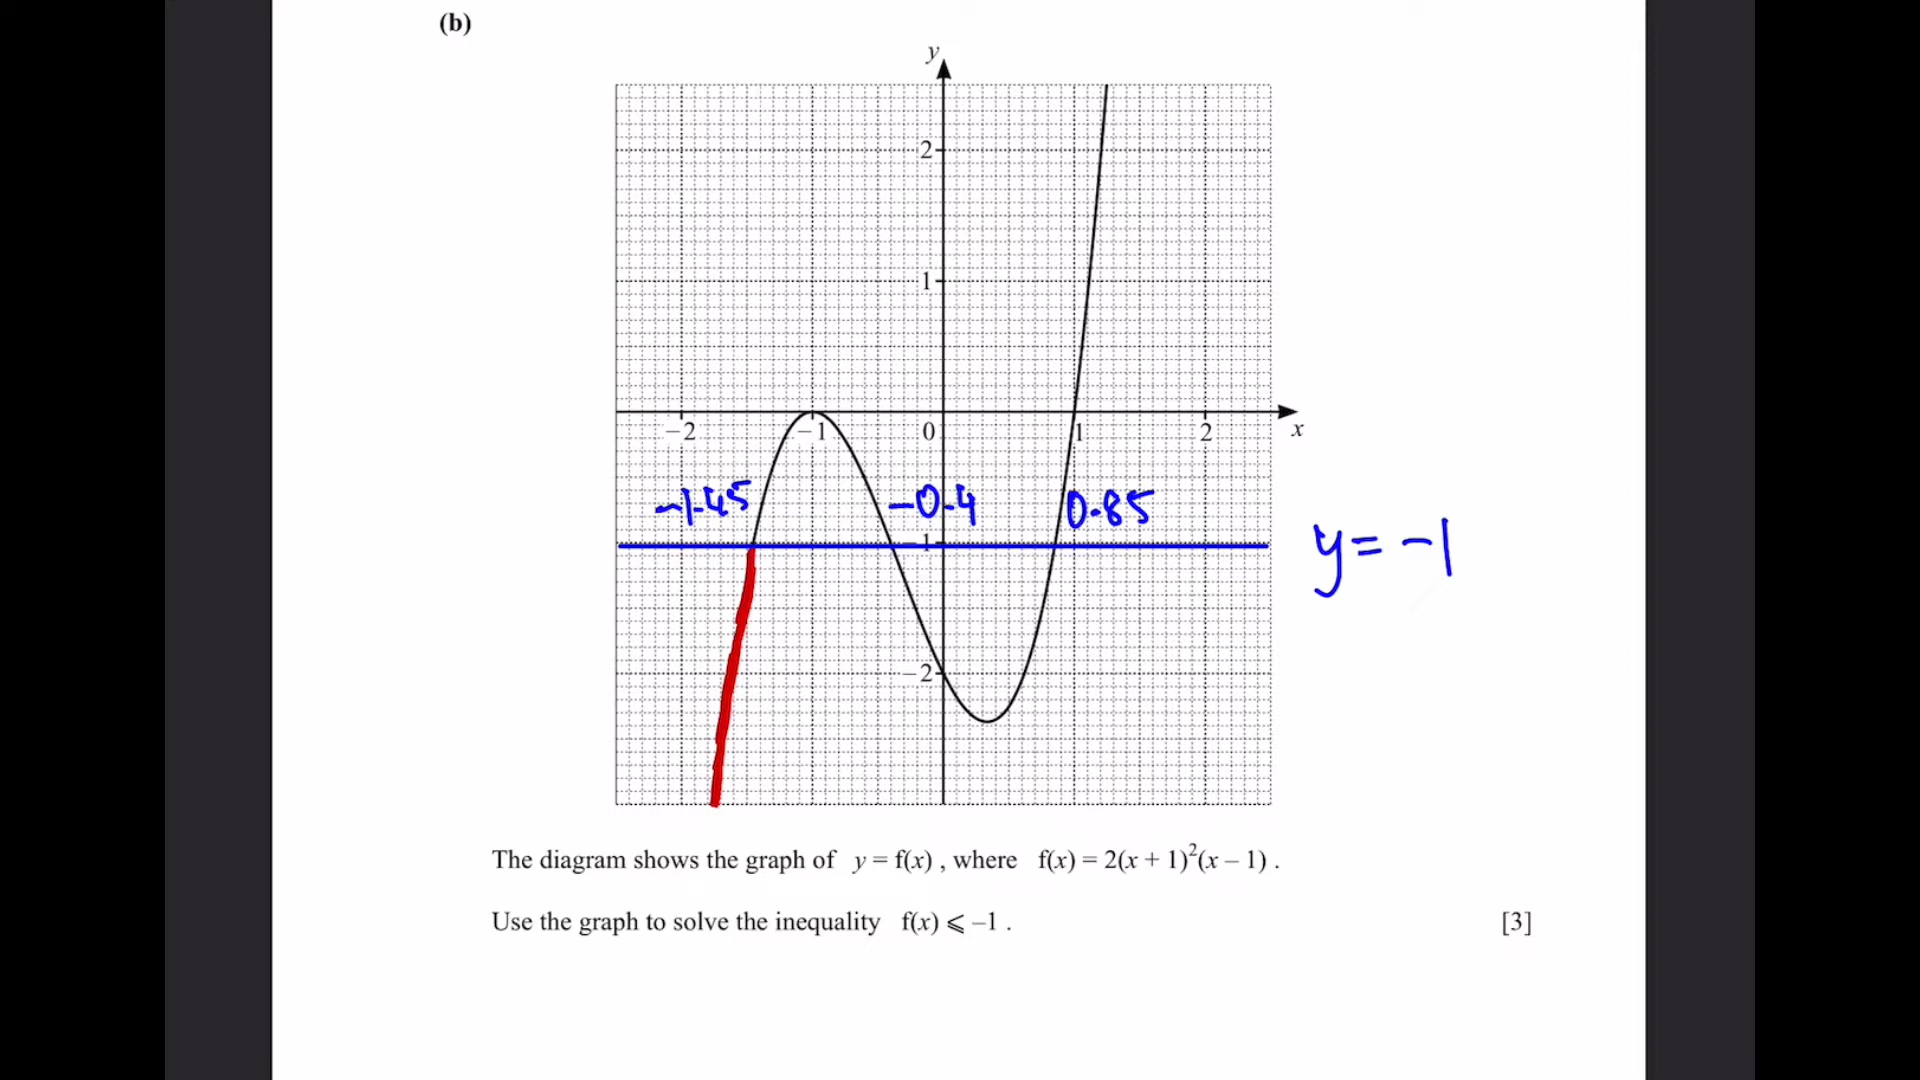 (b)
y
2
1
−2 −1 0 1 2 x
−1.45 −0.4 0.85
−1 y = −1
−2
The diagram shows the graph of y = f(x) , where f(x) = 2(x + 1)²(x – 1) .
Use the graph to solve the inequality f(x) ⩽ –1 . [3]